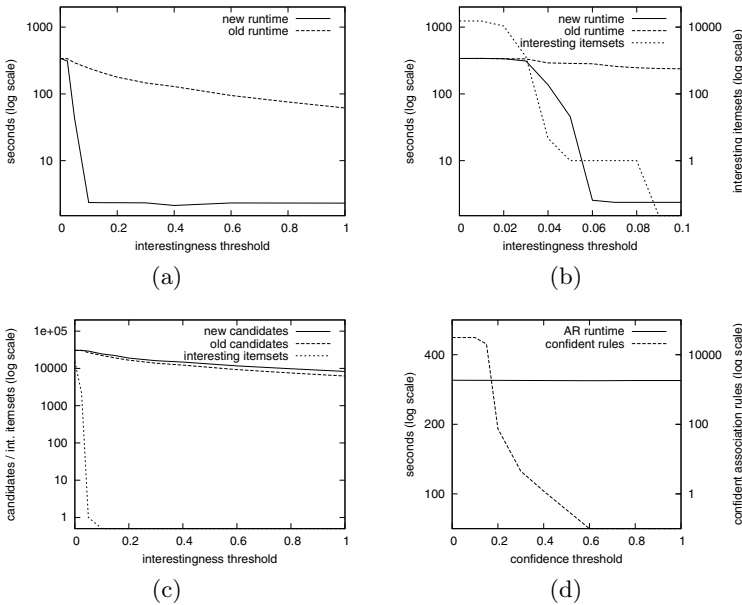 1000
100
10
seconds (log scale)
new runtime
old runtime
0 0.2 0.4 0.6 0.8 1
interestingness threshold
(a)
1000
100
10
seconds (log scale)
new runtime
old runtime
interesting itemsets
10000
100
1
interesting itemsets (log scale)
0 0.02 0.04 0.06 0.08 0.1
interestingness threshold
(b)
1e+05
10000
1000
100
10
1
candidates / int. itemsets (log scale)
new candidates
old candidates
interesting itemsets
0 0.2 0.4 0.6 0.8 1
interestingness threshold
(c)
400
200
100
seconds (log scale)
AR runtime
confident rules
10000
100
1
confident association rules (log scale)
0 0.2 0.4 0.6 0.8 1
confidence threshold
(d)